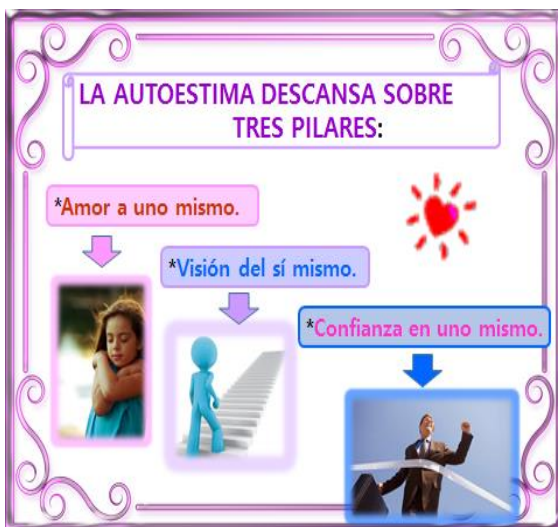 LA AUTOESTIMA DESCANSA SOBRE
TRES PILARES:
*Amor a uno mismo.
*Visión del sí mismo.
*Confianza en uno mismo.